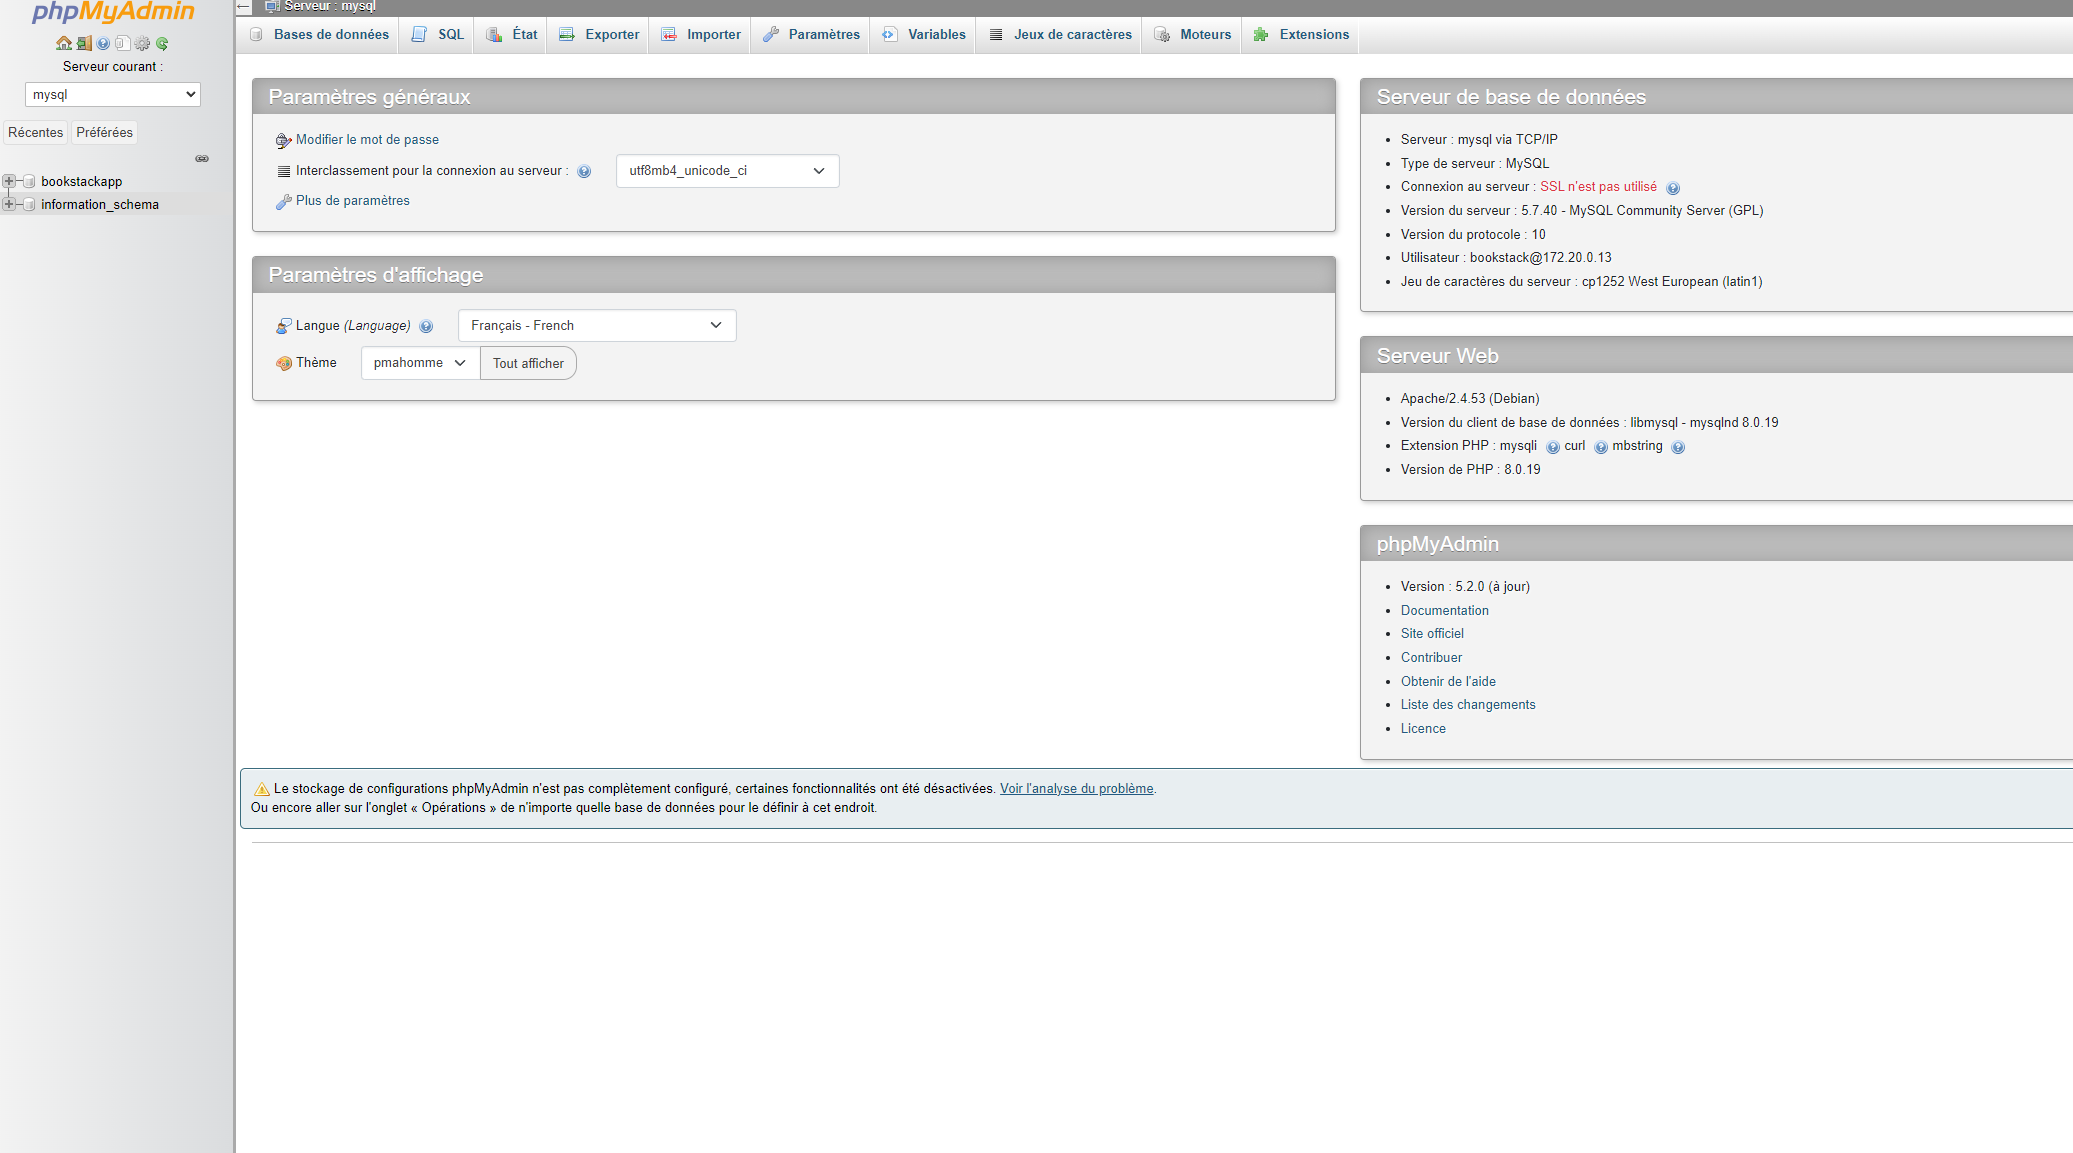 phpMyAdmin
Serveur courant :
mysql
Récentes
Préférées
bookstackapp
information_schema
Serveur : mysql
Bases de données
SQL
État
Exporter
Importer
Paramètres
Variables
Jeux de caractères
Moteurs
Extensions
Paramètres généraux
Modifier le mot de passe
Interclassement pour la connexion au serveur :
utf8mb4_unicode_ci
Plus de paramètres
Paramètres d'affichage
Langue (Language)
Français - French
Thème
pmahomme
Tout afficher
Serveur de base de données
Serveur : mysql via TCP/IP
Type de serveur : MySQL
Connexion au serveur : SSL n'est pas utilisé
Version du serveur : 5.7.40 - MySQL Community Server (GPL)
Version du protocole : 10
Utilisateur : bookstack@172.20.0.13
Jeu de caractères du serveur : cp1252 West European (latin1)
Serveur Web
Apache/2.4.53 (Debian)
Version du client de base de données : libmysql - mysqlnd 8.0.19
Extension PHP : mysqli curl mbstring
Version de PHP : 8.0.19
phpMyAdmin
Version : 5.2.0 (à jour)
Documentation
Site officiel
Contribuer
Obtenir de l'aide
Liste des changements
Licence
Le stockage de configurations phpMyAdmin n'est pas complètement configuré, certaines fonctionnalités ont été désactivées. Voir l'analyse du problème.
Ou encore aller sur l'onglet « Opérations » de n'importe quelle base de données pour le définir à cet endroit.